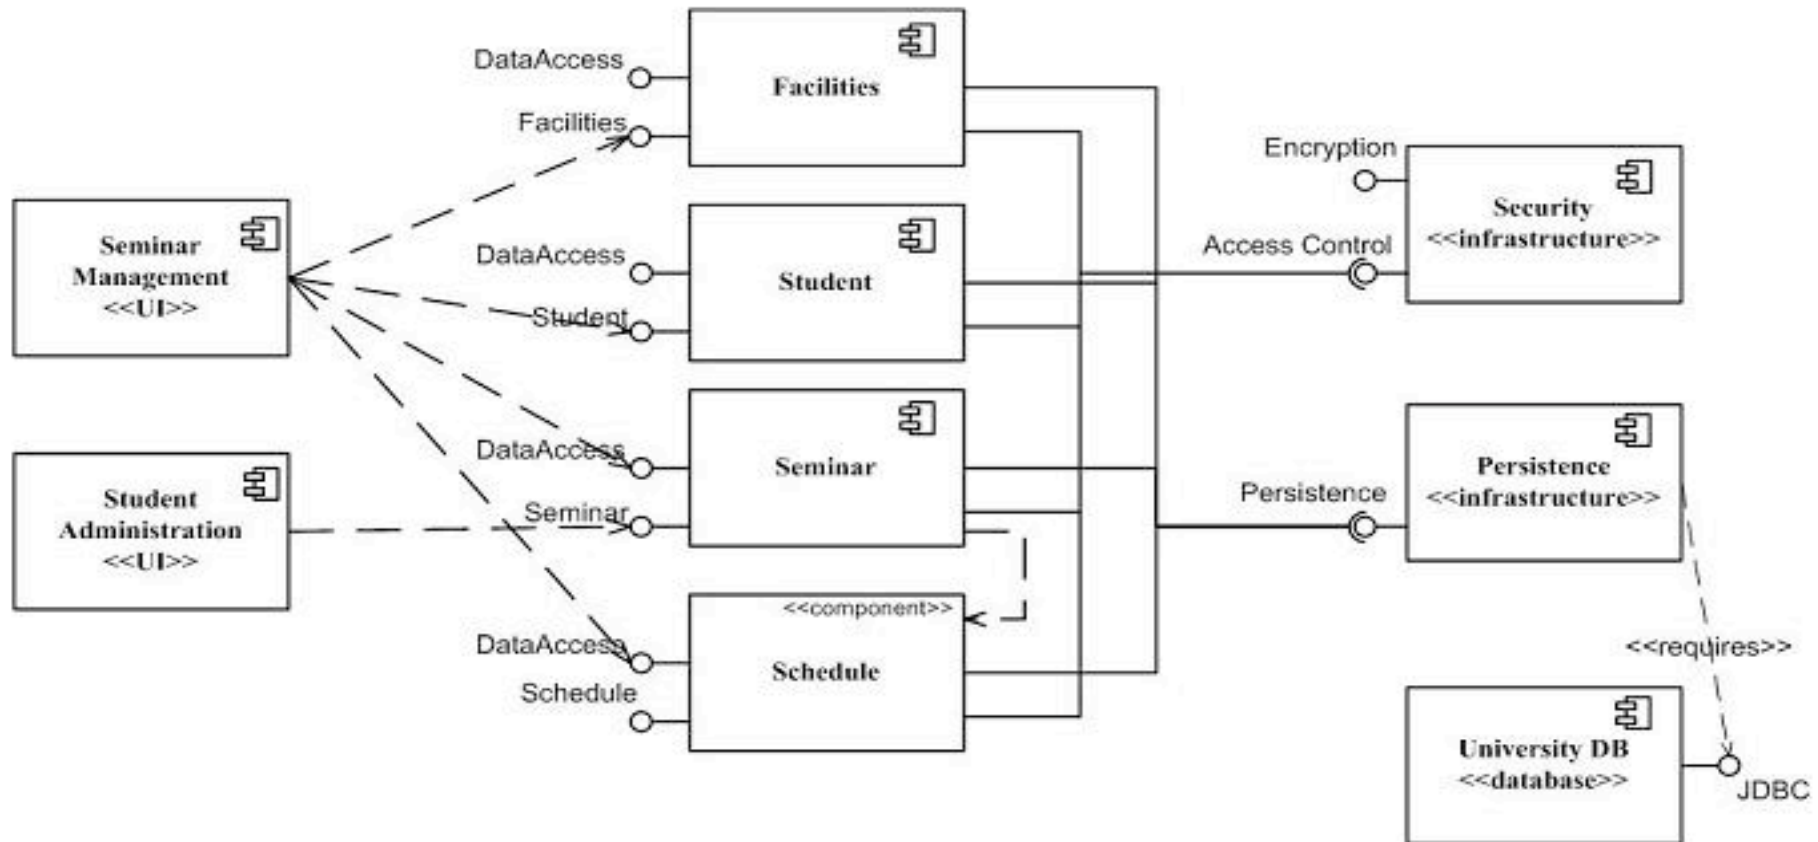 DataAccess
Facilities
Facilities
Encryption
Security
<<infrastructure>>
Access Control
Seminar
Management
<<UI>>
DataAccess
Student
Student
DataAccess
Seminar
Seminar
Persistence
Persistence
<<infrastructure>>
Student
Administration
<<UI>>
<<component>>
DataAccess
Schedule
Schedule
<<requires>>
University DB
<<database>>
JDBC